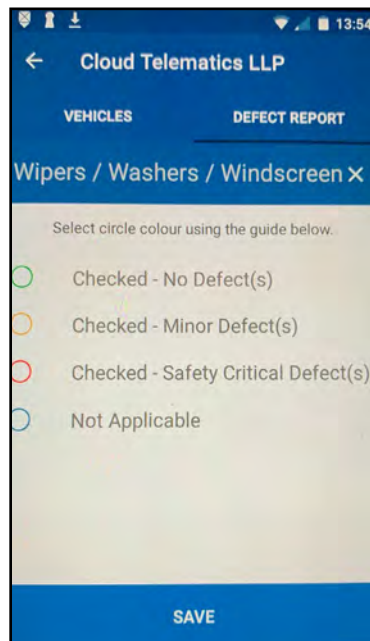 13:54
← Cloud Telematics LLP
VEHICLES DEFECT REPORT
Wipers / Washers / Windscreen ×
Select circle colour using the guide below.
Checked - No Defect(s)
Checked - Minor Defect(s)
Checked - Safety Critical Defect(s)
Not Applicable
SAVE